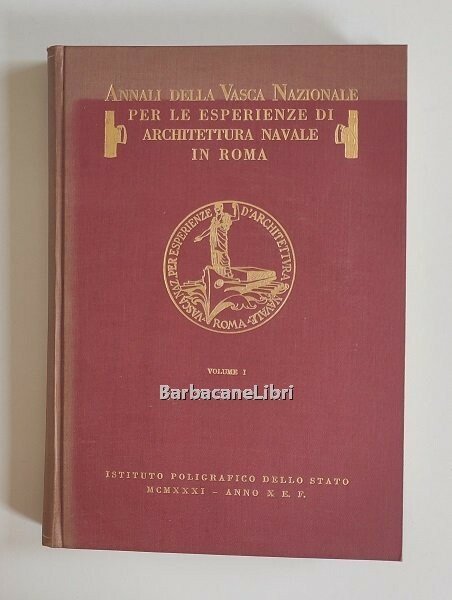 ANNALI DELLA VASCA NAZIONALE
PER LE ESPERIENZE DI
ARCHITETTURA NAVALE
IN ROMA
VASCA NAZ. PER ESPERIENZE D'ARCHITETTVRA NAVALE
ROMA
VOLUME I
BarbacaneLibri
ISTITUTO POLIGRAFICO DELLO STATO
MCMXXXI - ANNO X E. F.